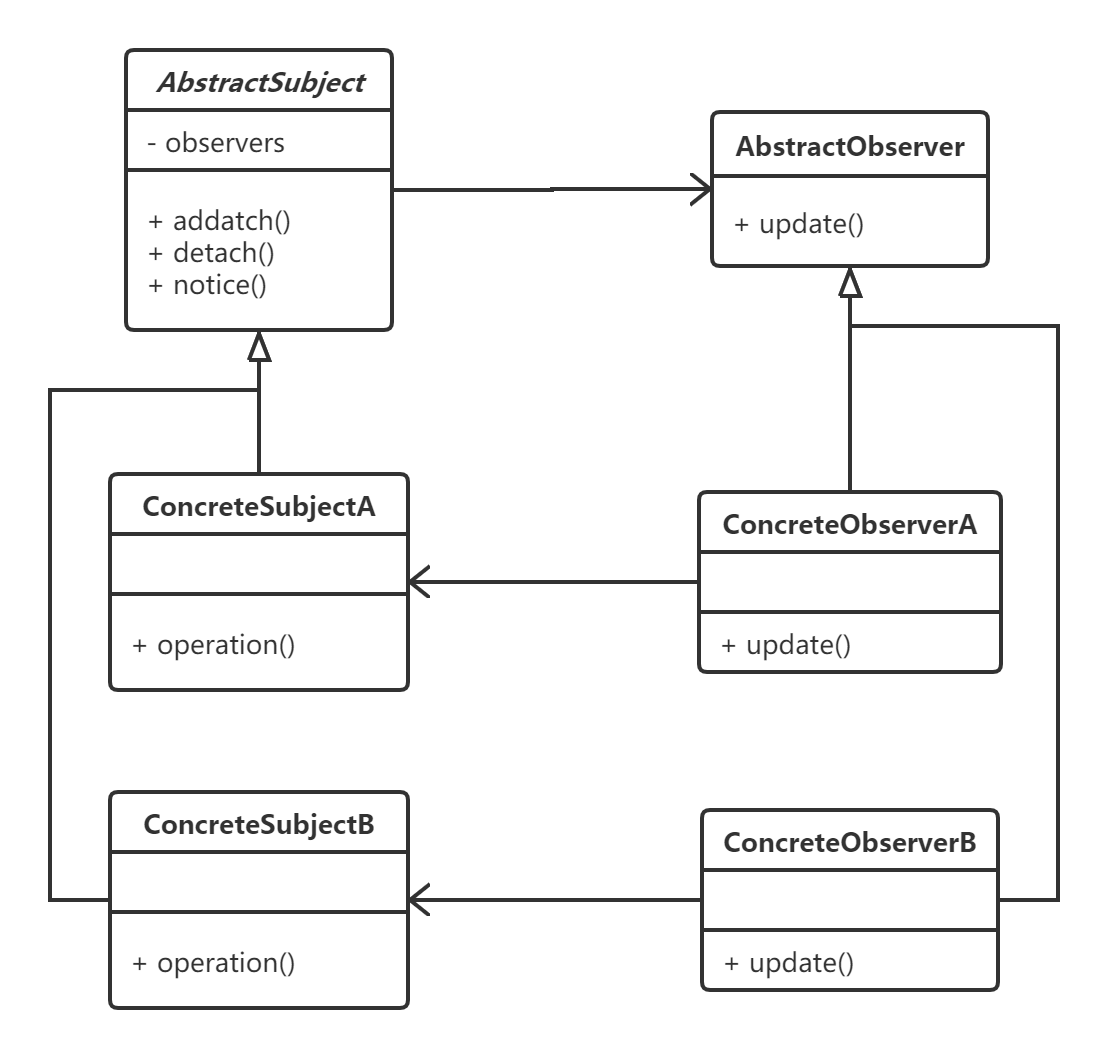 AbstractSubject
- observers
+ addatch()
+ detach()
+ notice()
AbstractObserver
+ update()
ConcreteSubjectA
+ operation()
ConcreteObserverA
+ update()
ConcreteSubjectB
+ operation()
ConcreteObserverB
+ update()